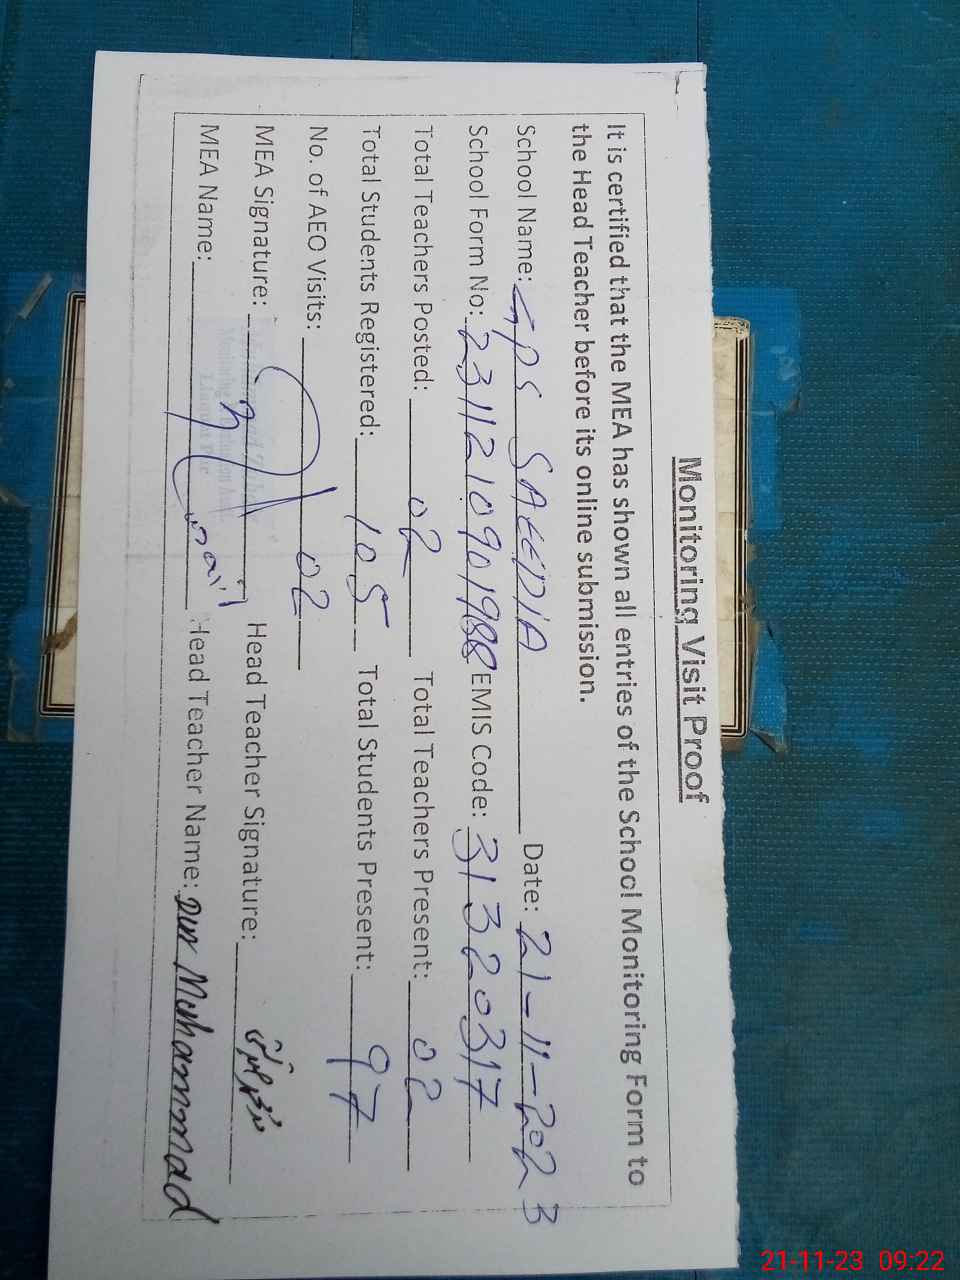 Monitoring Visit Proof
It is certified that the MEA has shown all entries of the School Monitoring Form to
the Head Teacher before its online submission.
School Name: GPS SAEEDIA Date: 21-11-2023
School Form No: 231121090198 EMIS Code: 31320317
Total Teachers Posted: 02 Total Teachers Present: 02
Total Students Registered: 105 Total Students Present: 97
No. of AEO Visits: 02
MEA Signature: Head Teacher Signature:
MEA Name: Head Teacher Name: Muhammad
21-11-23 09:22